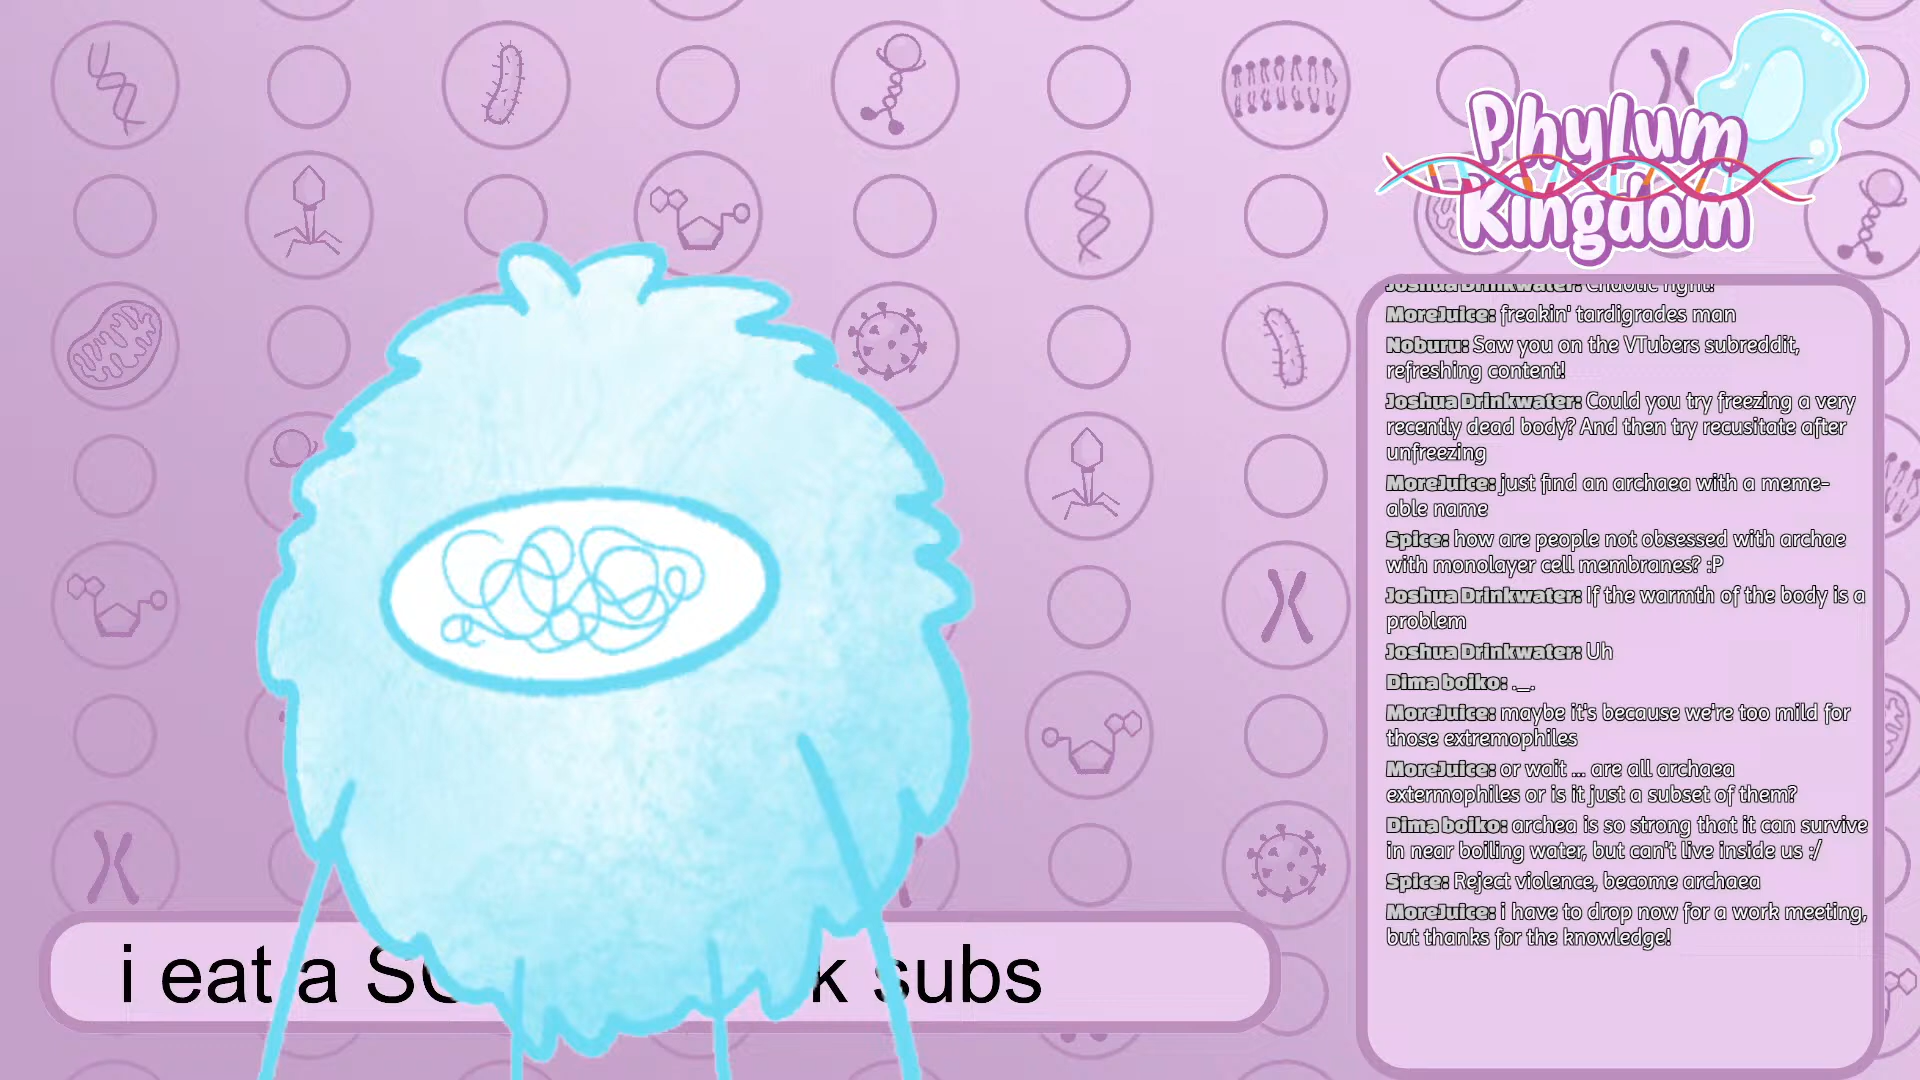 Phylum
Kingdom
Joshua Drinkwater: Chaotic right!
MoreJuice: freakin' tardigrades man
Noburu: Saw you on the VTubers subreddit,
refreshing content!
Joshua Drinkwater: Could you try freezing a very
recently dead body? And then try recusitate after
unfreezing
MoreJuice: just find an archaea with a meme-
able name
Spice: how are people not obsessed with archae
with monolayer cell membranes? :P
Joshua Drinkwater: If the warmth of the body is a
problem
Joshua Drinkwater: Uh
Dima boiko: ._.
MoreJuice: maybe it's because we're too mild for
those extremophiles
MoreJuice: or wait ... are all archaea
extermophiles or is it just a subset of them?
Dima boiko: archea is so strong that it can survive
in near boiling water, but can't live inside us :/
Spice: Reject violence, become archaea
MoreJuice: i have to drop now for a work meeting,
but thanks for the knowledge!
i eat a subs